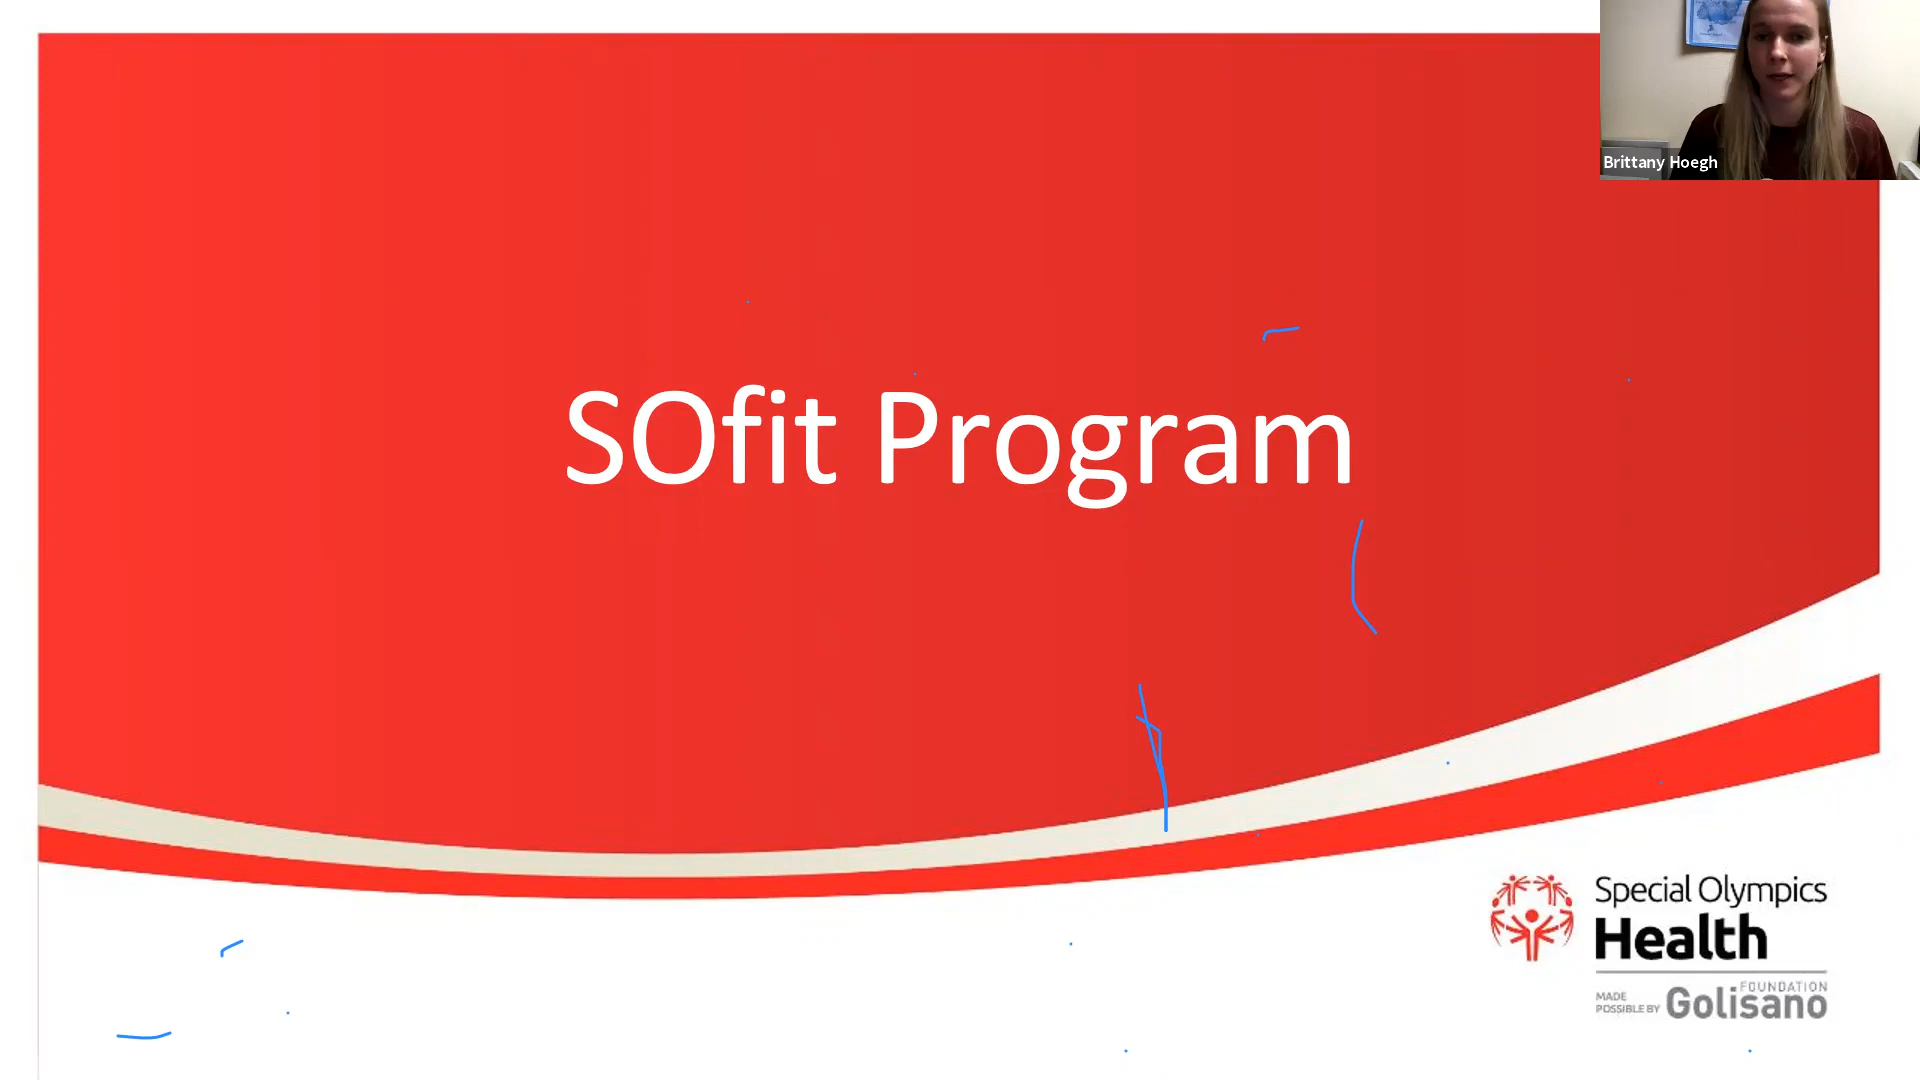 Brittany Hoegh
SOfit Program
Special Olympics
Health
MADE
POSSIBLE BY
FOUNDATION
Golisano